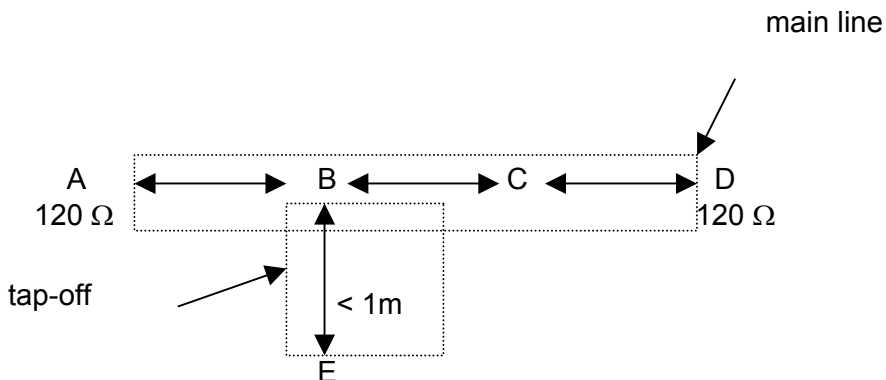 main line
A B C D
120 Ω 120 Ω
tap-off
< 1m
E